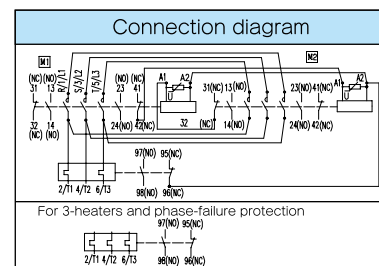 Connection diagram
M1 M2
(NC) (NO) R/1/L1 S/3/L2 T/5/L3 (NO) (NC) A1 A2 31(NC) 13(NO) 23(NO) 41(NC) A1 A2
31 13 23 41
U U
32 14 24(NO) 42(NC) 32 (NC) 14(NO) 24(NO) 42(NC)
(NC) (NO)
97(NO) 95(NC)
2/T1 4/T2 6/T3 98(NO) 96(NC)
For 3-heaters and phase-failure protection
97(NO) 95(NC)
2/T1 4/T2 6/T3 98(NO) 96(NC)